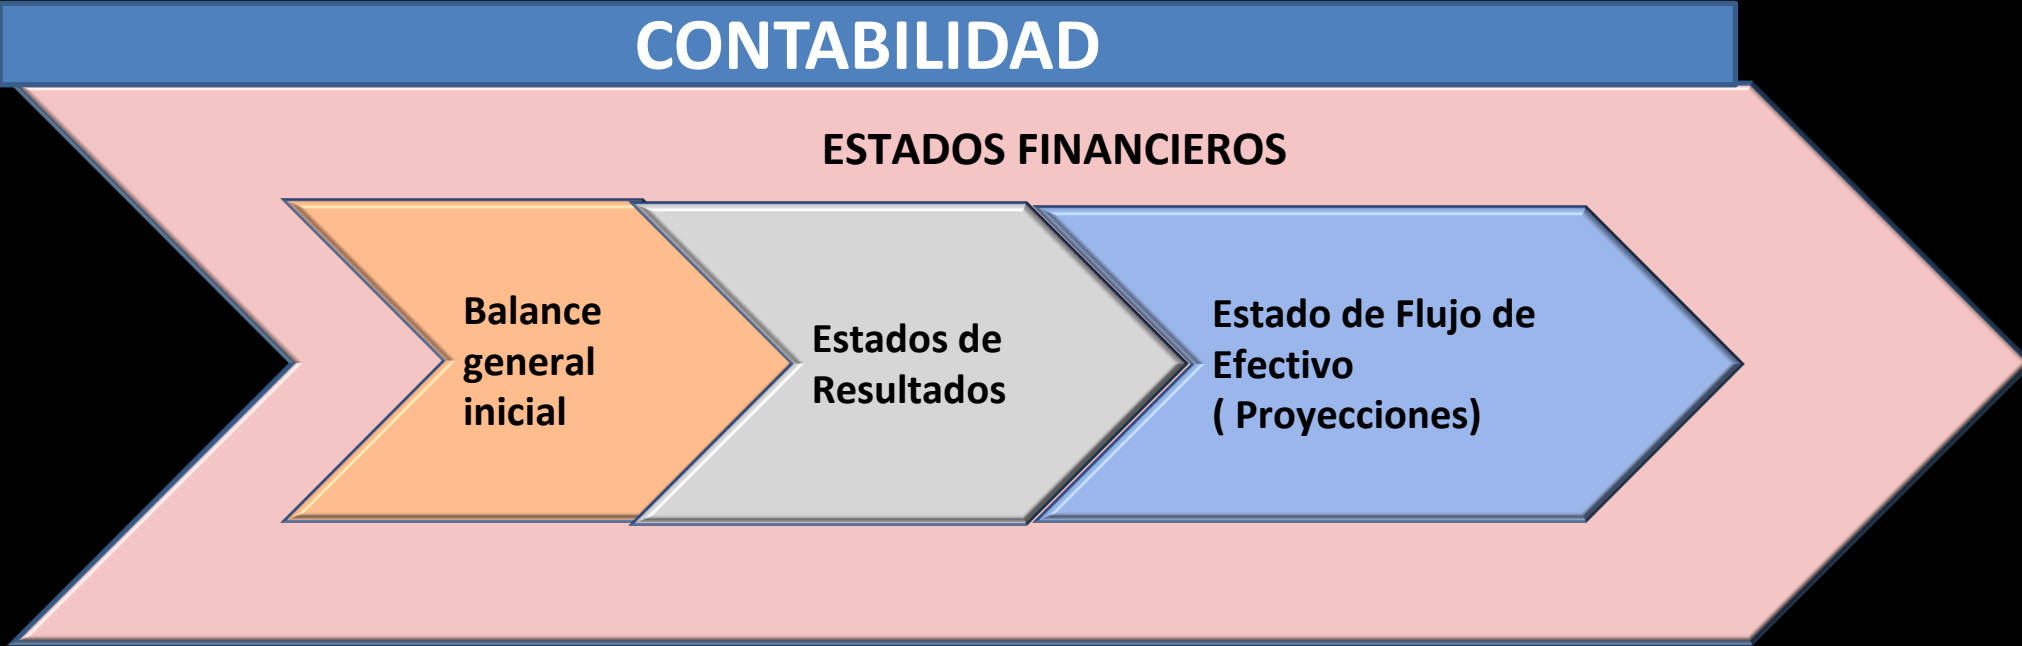 CONTABILIDAD
ESTADOS FINANCIEROS
Balance
general
inicial
Estados de
Resultados
Estado de Flujo de
Efectivo
( Proyecciones)